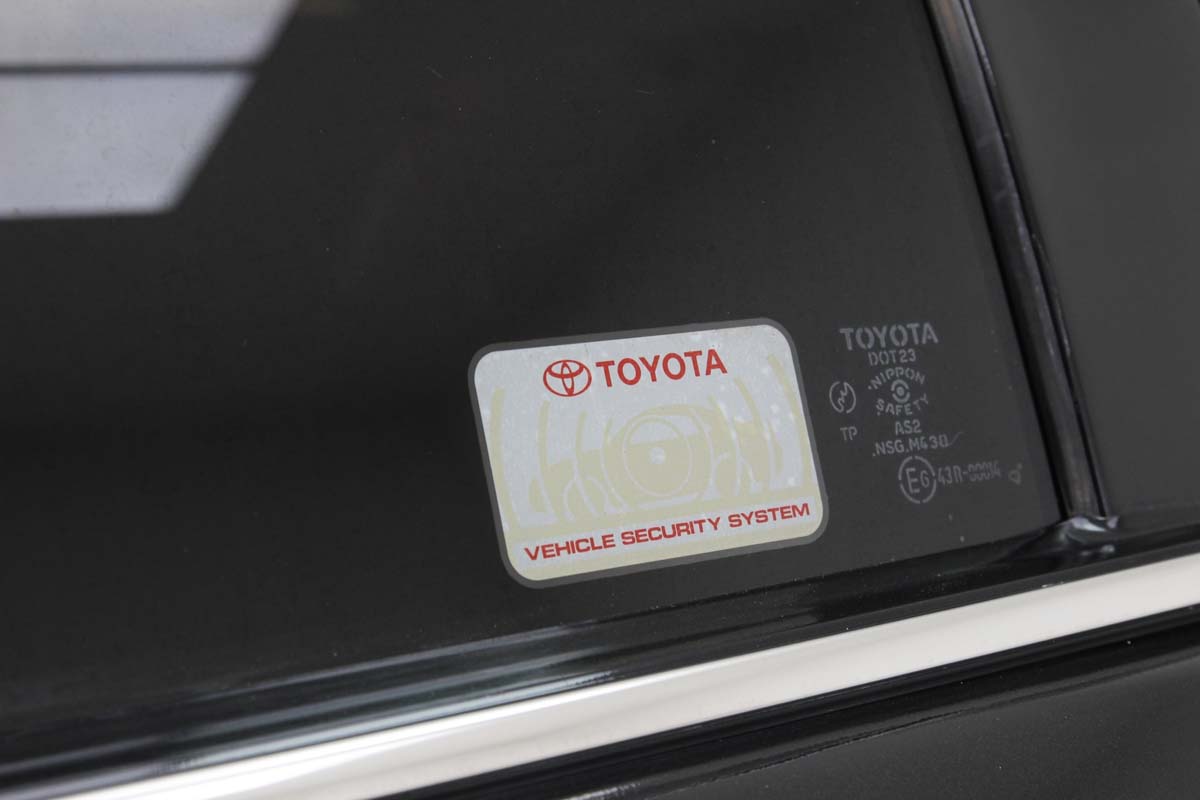 TOYOTA
VEHICLE SECURITY SYSTEM
TOYOTA
DOT23
NIPPON
SAFETY
TP
AS2
.NSG.M430
E6 43R-00014